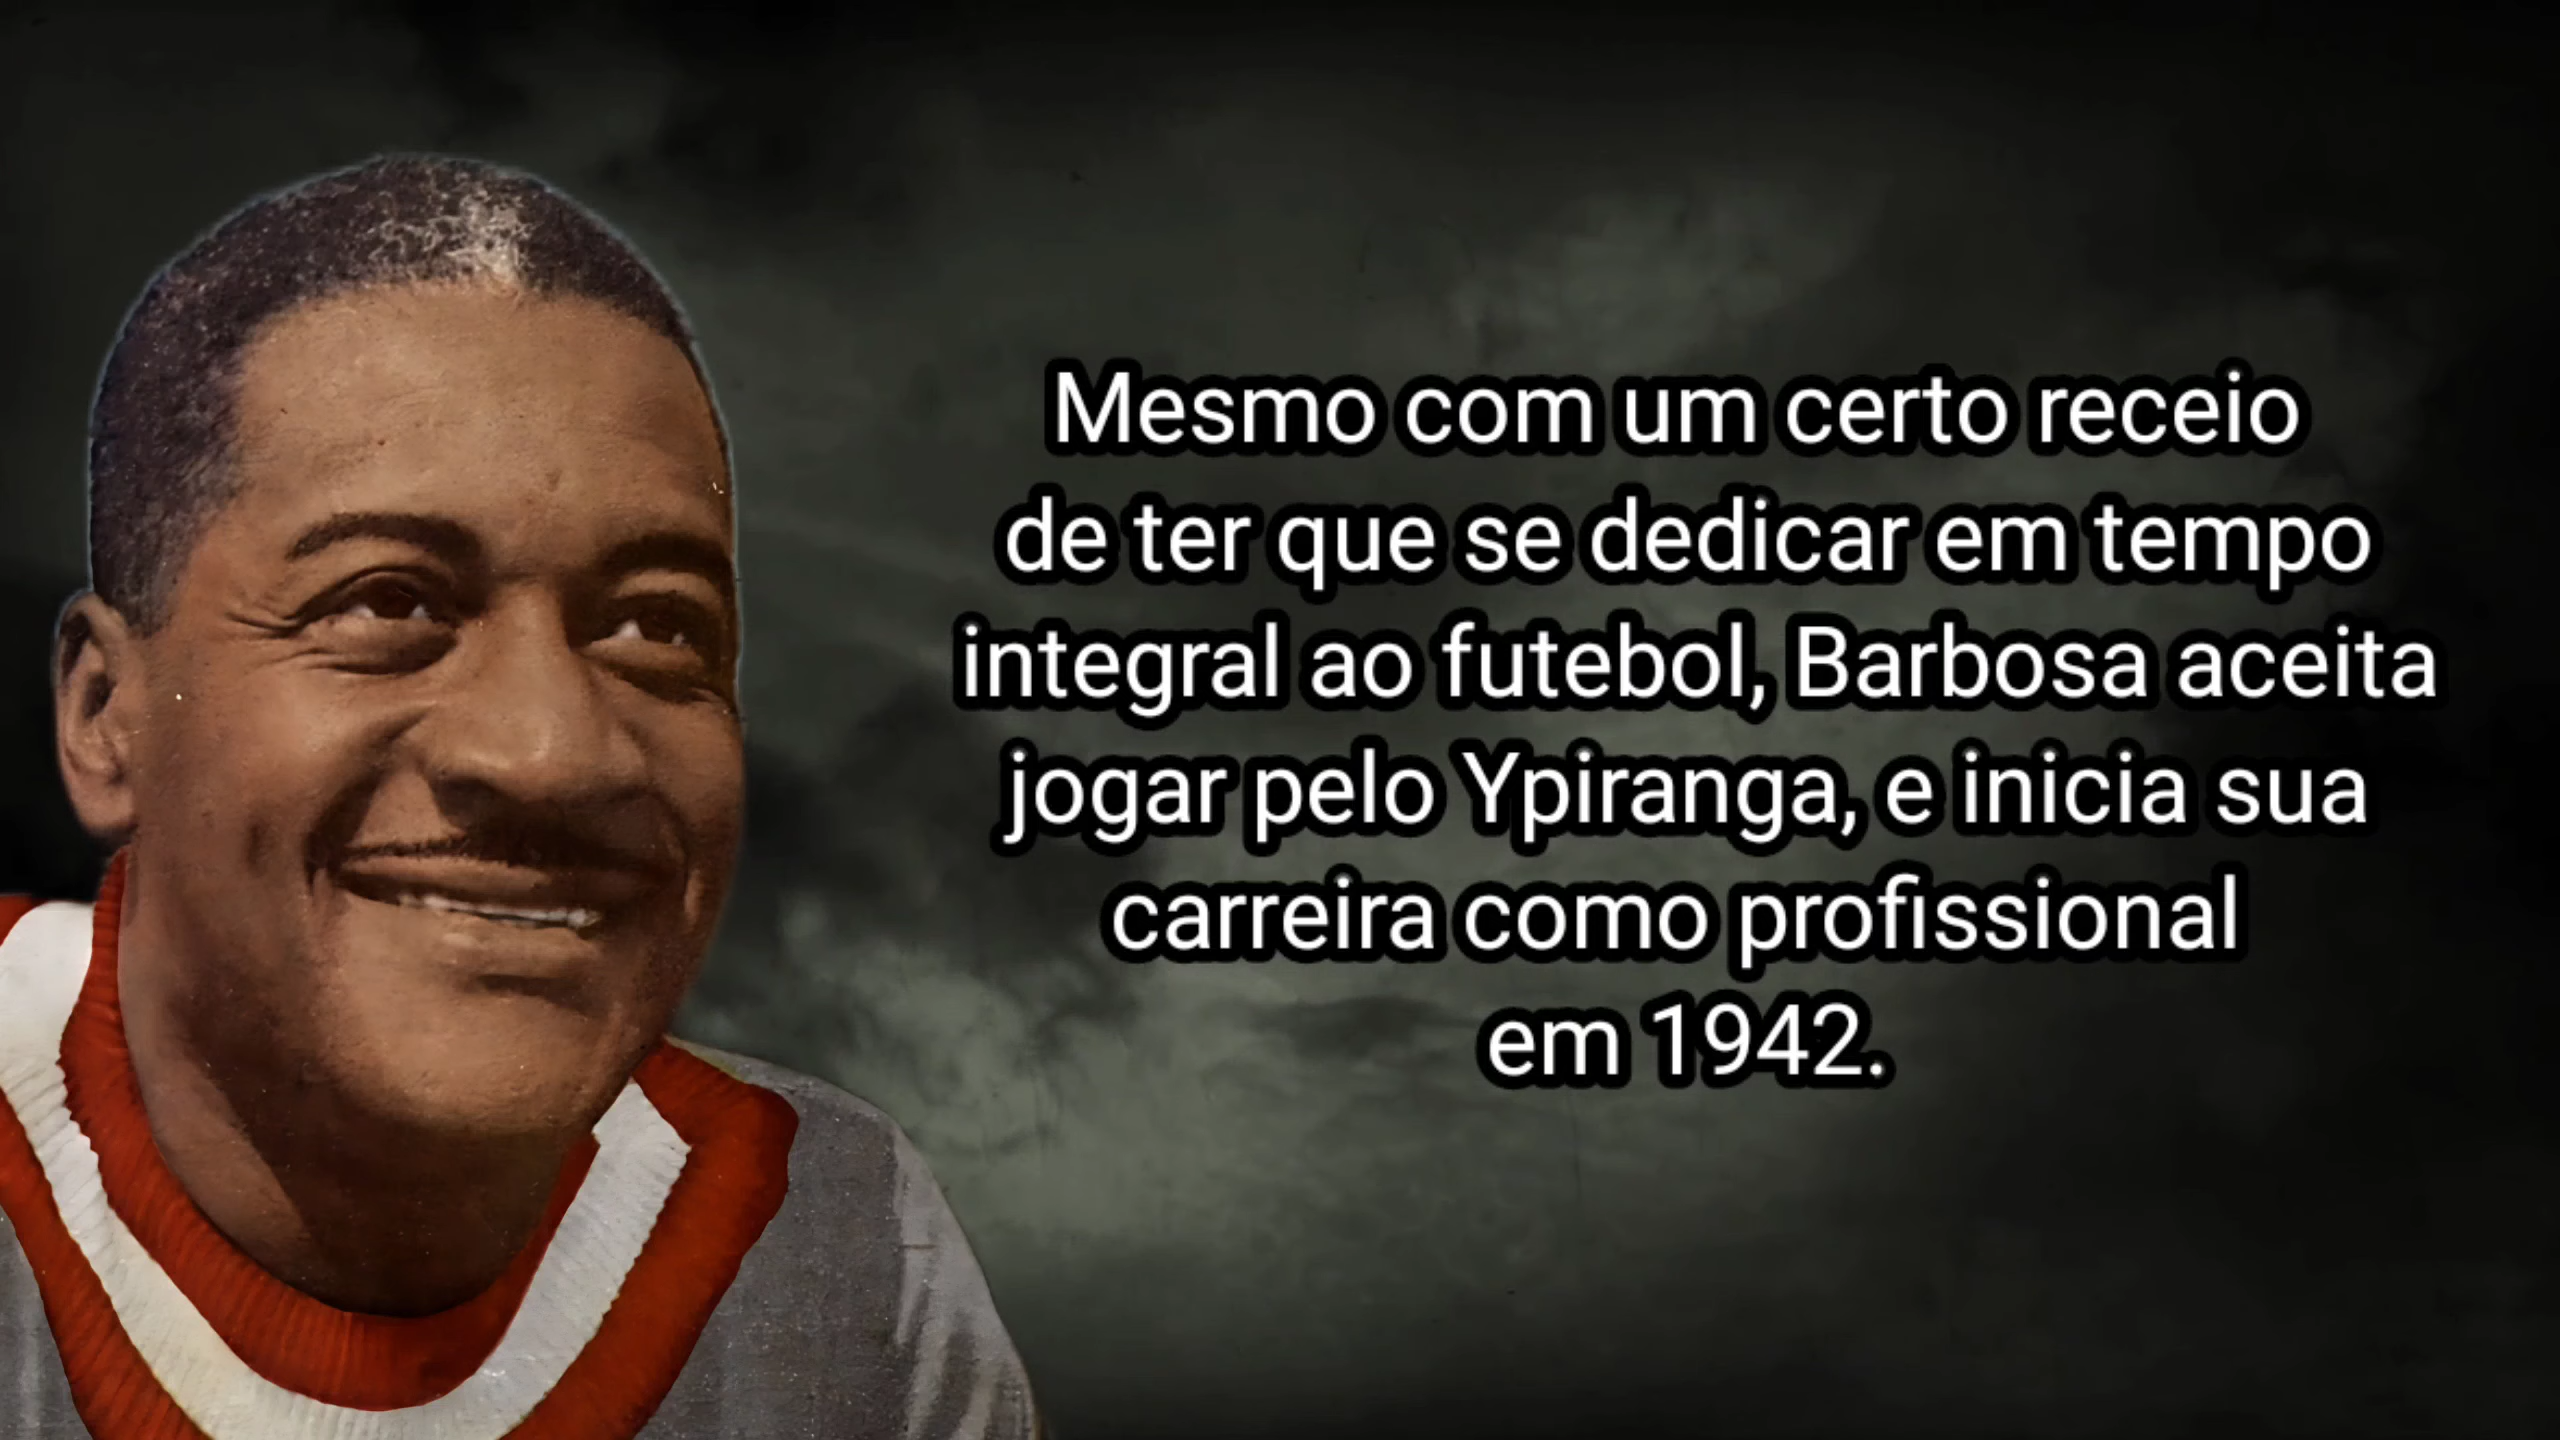 Mesmo com um certo receio
de ter que se dedicar em tempo
integral ao futebol, Barbosa aceita
jogar pelo Ypiranga, e inicia sua
carreira como profissional
em 1942.